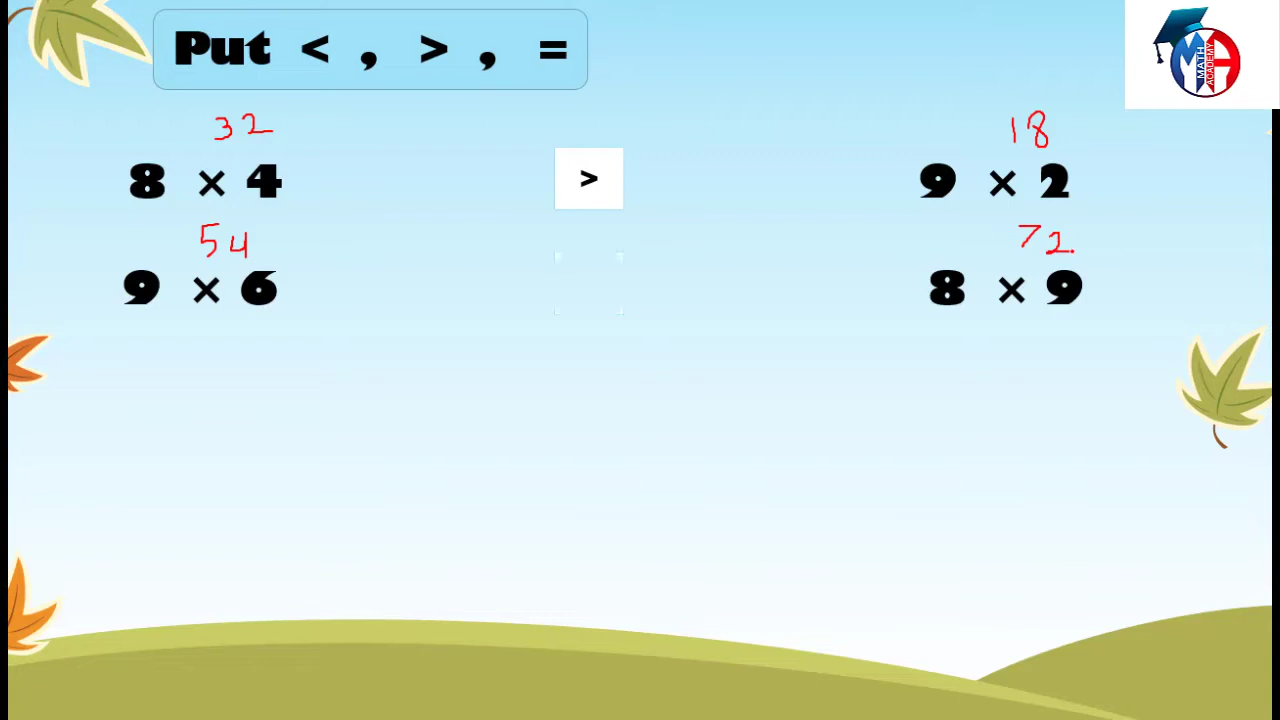 Put < , > , =
MATH ACADEMY
32 18
8 × 4 > 9 × 2
54 72.
9 × 6 8 × 9